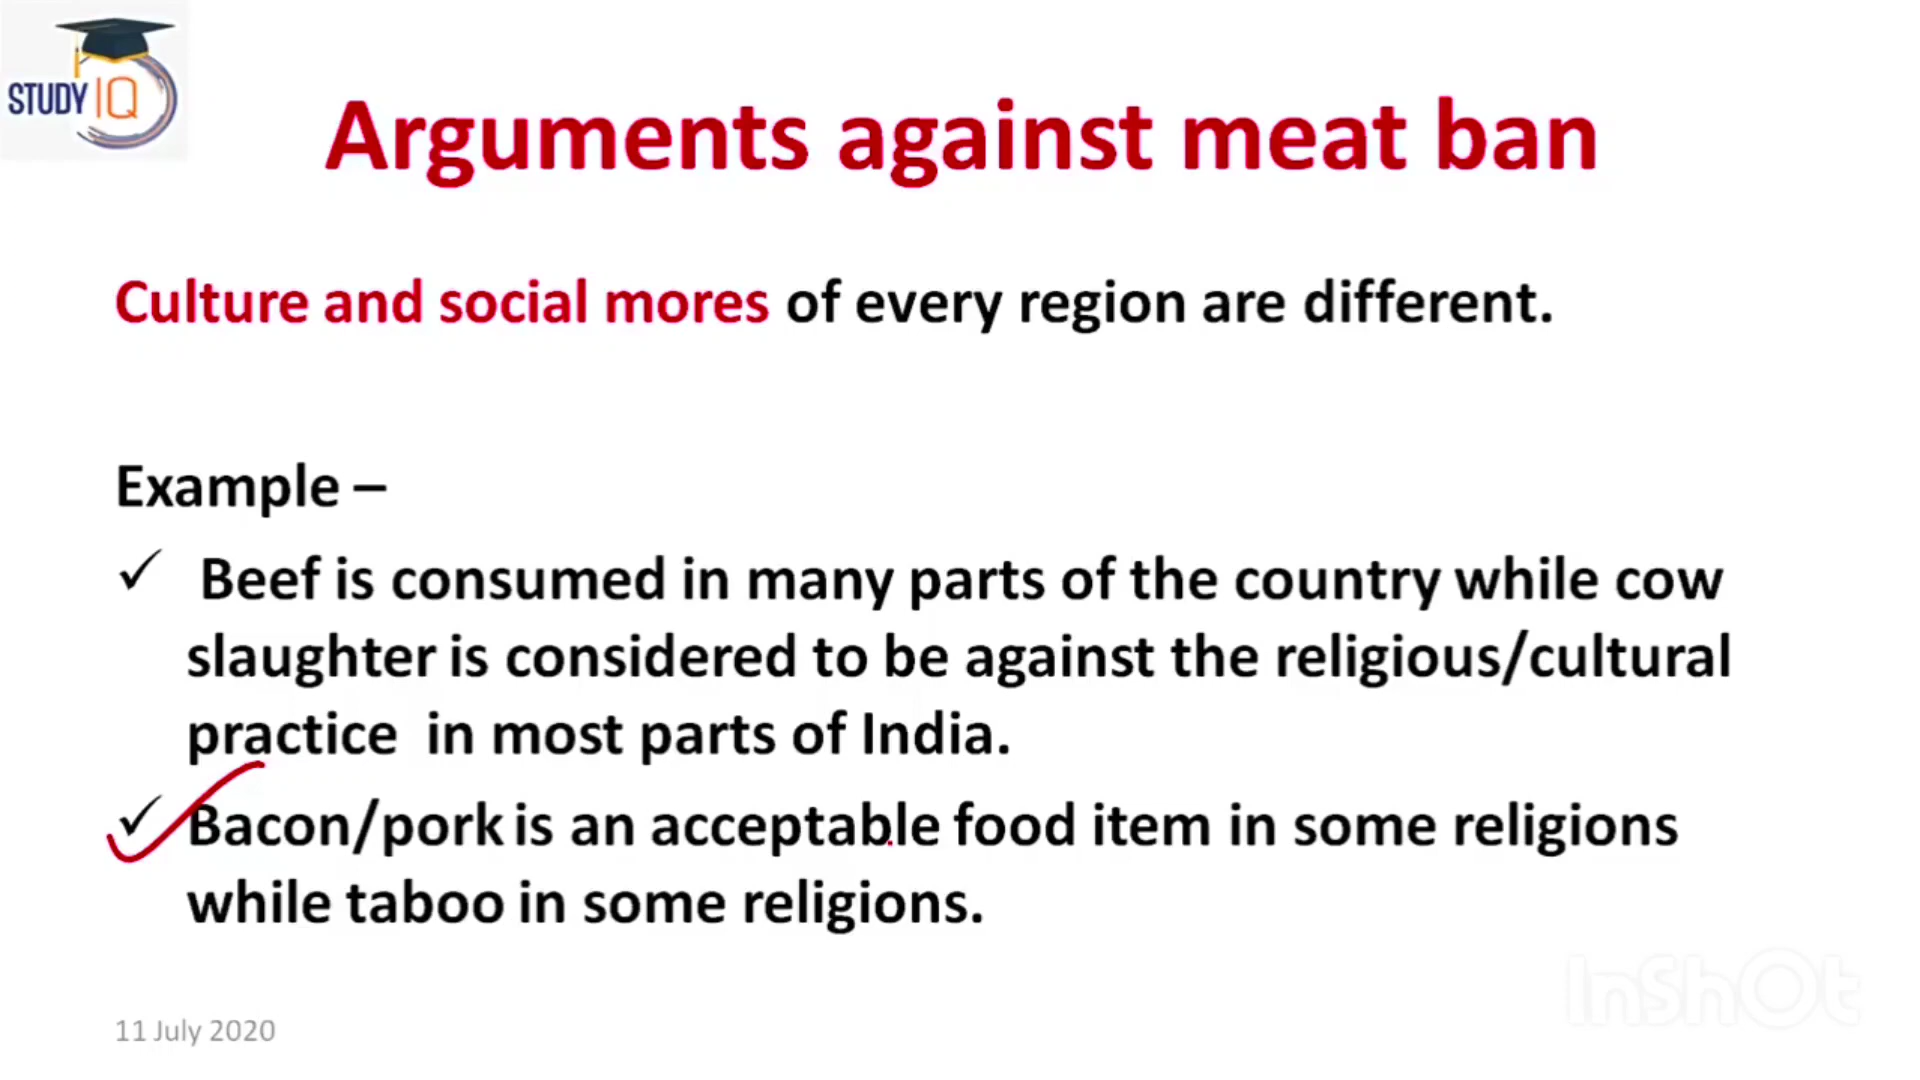 STUDY IQ
Arguments against meat ban
Culture and social mores of every region are different.
Example –
✓ Beef is consumed in many parts of the country while cow
slaughter is considered to be against the religious/cultural
practice in most parts of India.
✓ Bacon/pork is an acceptable food item in some religions
while taboo in some religions.
InShOt
11 July 2020